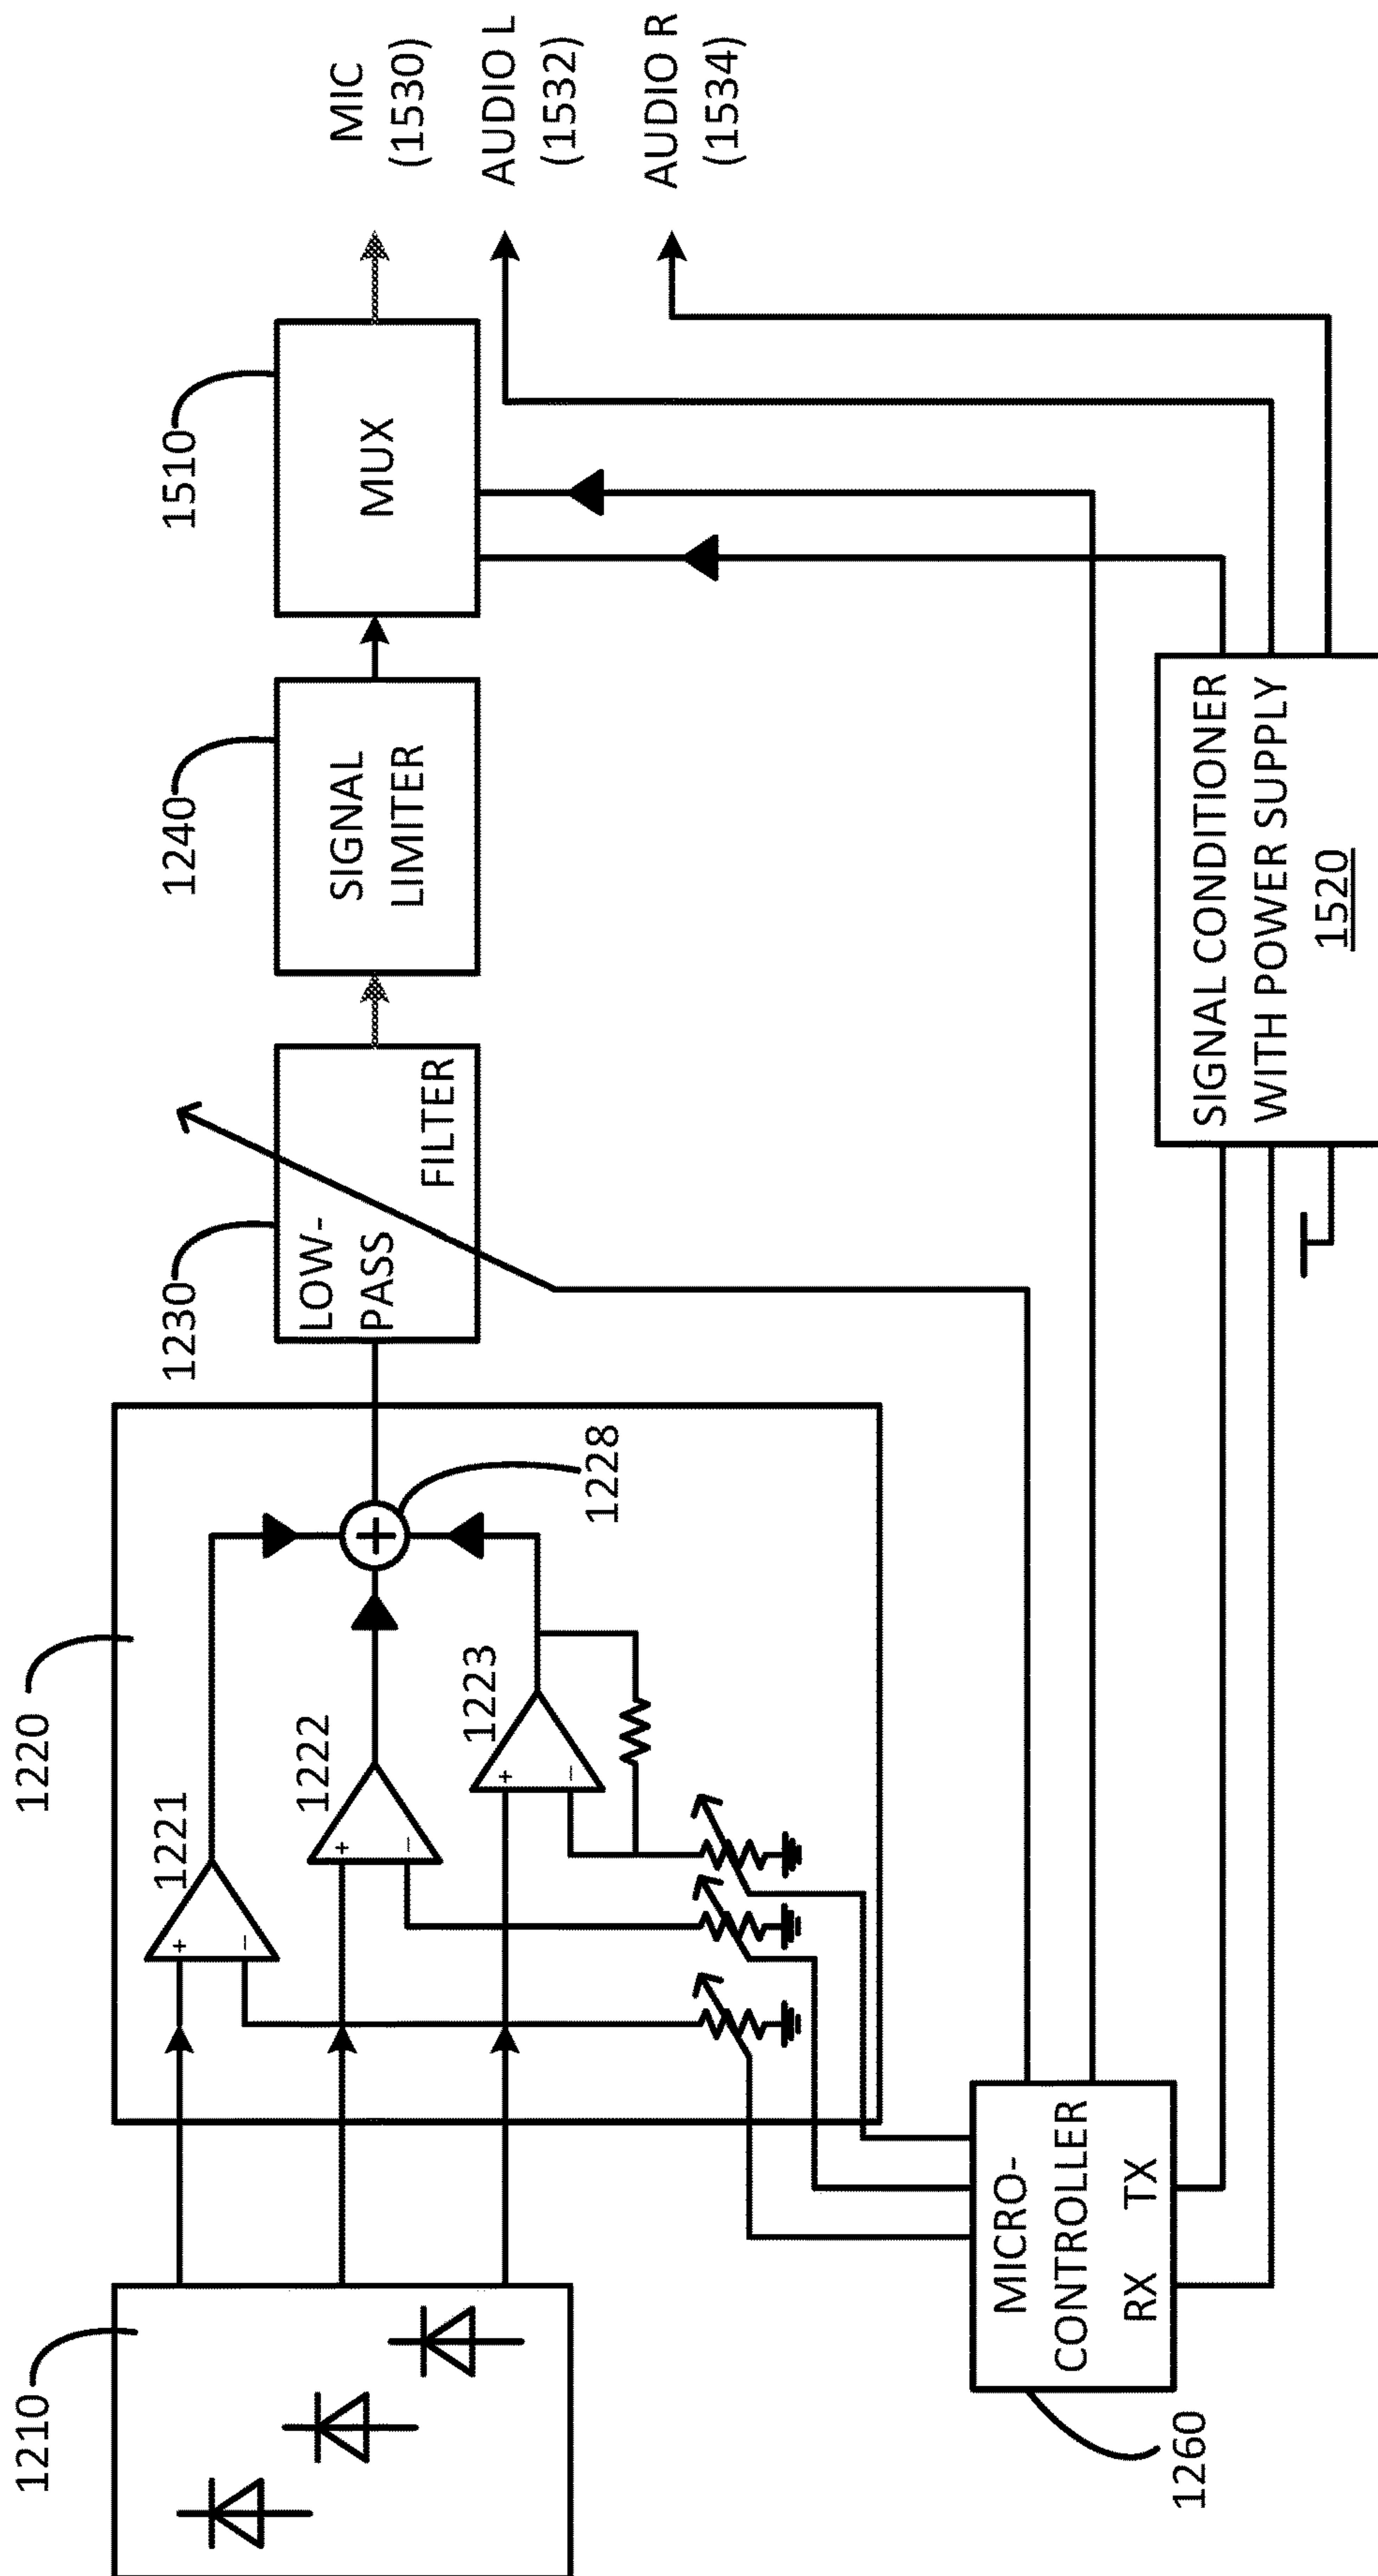 1210
1220
1221
+
−
1222
+
−
1223
+
−
+
1228
1230
LOW-
PASS
FILTER
1240
SIGNAL
LIMITER
1510
MUX
MIC
(1530)
AUDIO L
(1532)
AUDIO R
(1534)
MICRO-
CONTROLLER
RX TX
1260
SIGNAL CONDITIONER
WITH POWER SUPPLY
1520